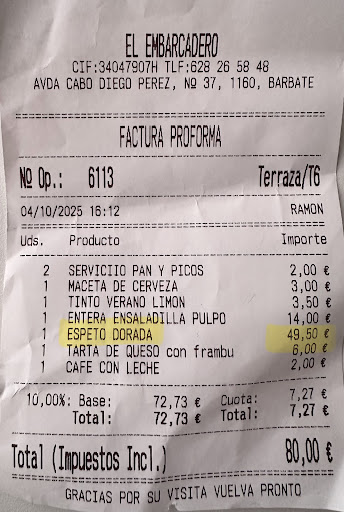 EL EMBARCADERO
CIF:34047907H TLF:628 26 58 48
AVDA CABO DIEGO PEREZ, Nº 37, 1160, BARBATE
FACTURA PROFORMA
Nº Op.: 6113 Terraza/T6
04/10/2025 16:12 RAMON
Uds. Producto Importe
2 SERVICIIO PAN Y PICOS 2,00 €
1 MACETA DE CERVEZA 3,00 €
1 TINTO VERANO LIMON 3,50 €
1 ENTERA ENSALADILLA PULPO 14,00 €
1 ESPETO DORADA 49,50 €
1 TARTA DE QUESO con frambu 6,00 €
1 CAFE CON LECHE 2,00 €
10,00%: Base: 72,73 € Cuota: 7,27 €
Total: 72,73 € Total: 7,27 €
Total (Impuestos Incl.) 80,00 €
GRACIAS POR SU VISITA VUELVA PRONTO